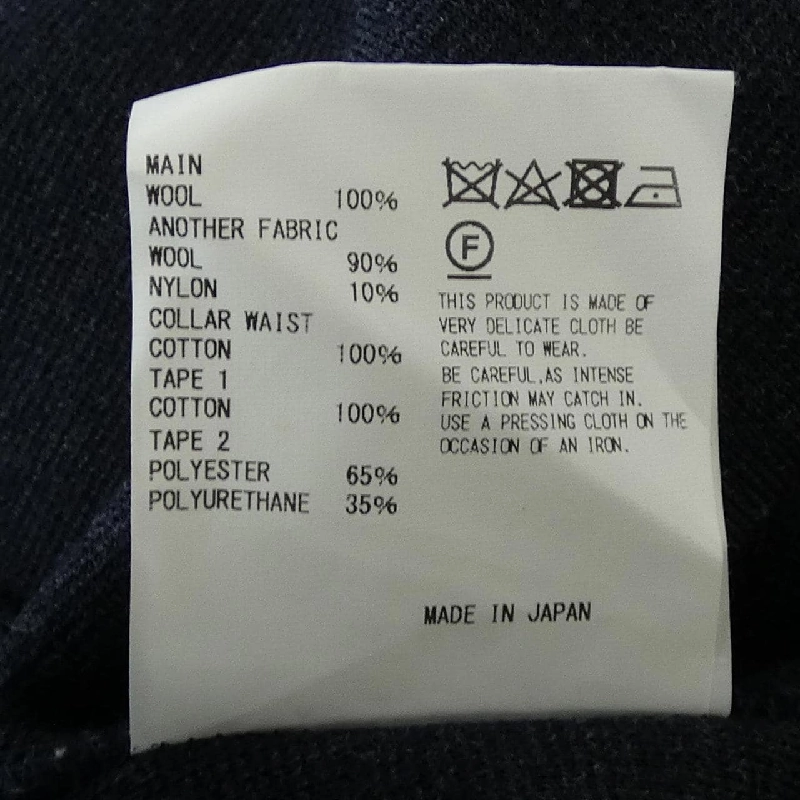 MAIN
WOOL 100%
ANOTHER FABRIC
WOOL 90%
NYLON 10%
COLLAR WAIST
COTTON 100%
TAPE 1
COTTON 100%
TAPE 2
POLYESTER 65%
POLYURETHANE 35%
F
THIS PRODUCT IS MADE OF
VERY DELICATE CLOTH BE
CAREFUL TO WEAR.
BE CAREFUL,AS INTENSE
FRICTION MAY CATCH IN.
USE A PRESSING CLOTH ON THE
OCCASION OF AN IRON.
MADE IN JAPAN